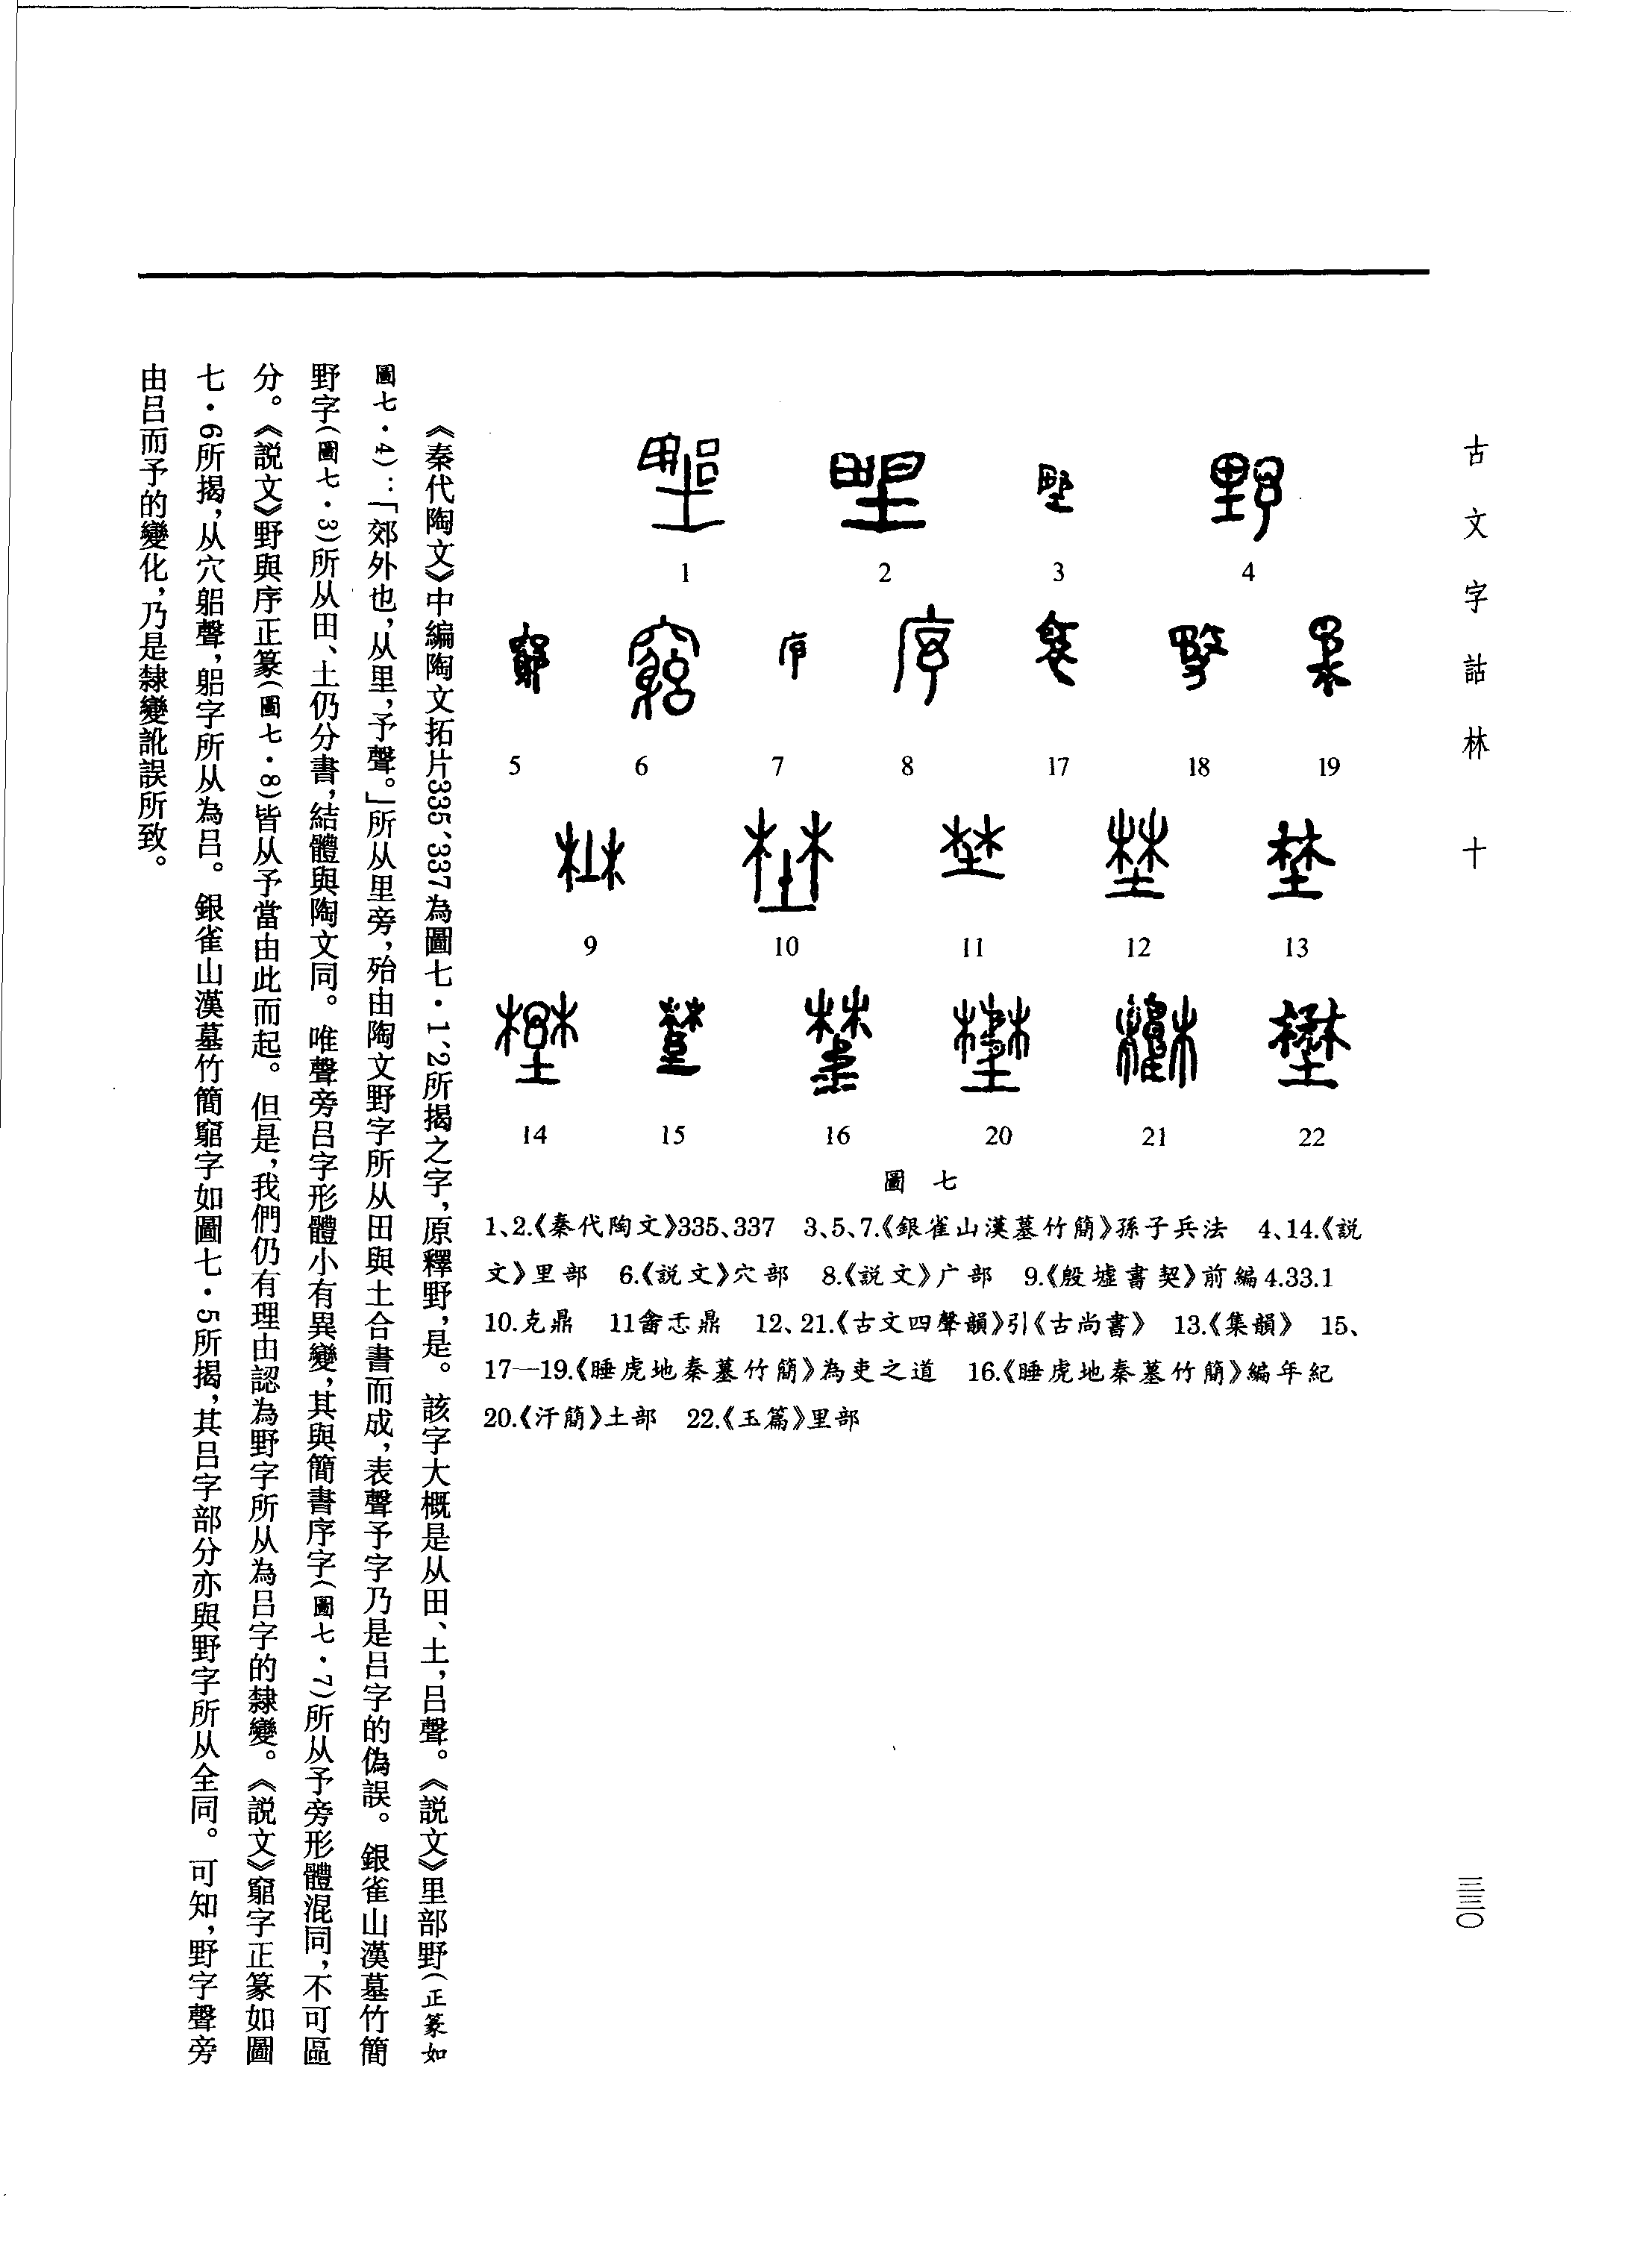 古文字詁林 十
三三〇
1 2 3 4
5 6 7 8 17 18 19
9 10 11 12 13
14 15 16 20 21 22
圖 七
1、2.《秦代陶文》335、337 3、5、7.《銀雀山漢墓竹簡》孫子兵法 4、14.《説
文》里部 6.《説文》穴部 8.《説文》广部 9.《殷墟書契》前編4.33.1
10.克鼎 11酓忎鼎 12、21.《古文四聲韻》引《古尚書》 13.《集韻》 15、
17—19.《睡虎地秦墓竹簡》為吏之道 16.《睡虎地秦墓竹簡》編年紀
20.《汗簡》土部 22.《玉篇》里部
《秦代陶文》中編陶文拓片335、337為圖七·1、2所揭之字，原釋野，是。該字大概是从田、土，吕聲。《説文》里部野（正篆如
圖七·4）：「郊外也，从里，予聲。」所从里旁，殆由陶文野字所从田與土合書而成，表聲予字乃是吕字的偽誤。銀雀山漢墓竹簡
野字（圖七·3）所从田、土仍分書，結體與陶文同。唯聲旁吕字形體小有異變，其與簡書序字（圖七·7）所从予旁形體混同，不可區
分。《説文》野與序正篆（圖七·8）皆从予當由此而起。但是，我們仍有理由認為野字所从為吕字的隸變。《説文》竆字正篆如圖
七·6所揭，从穴躳聲，躳字所从為吕。銀雀山漢墓竹簡竆字如圖七·5所揭，其吕字部分亦與野字所从全同。可知，野字聲旁
由吕而予的變化，乃是隸變訛誤所致。